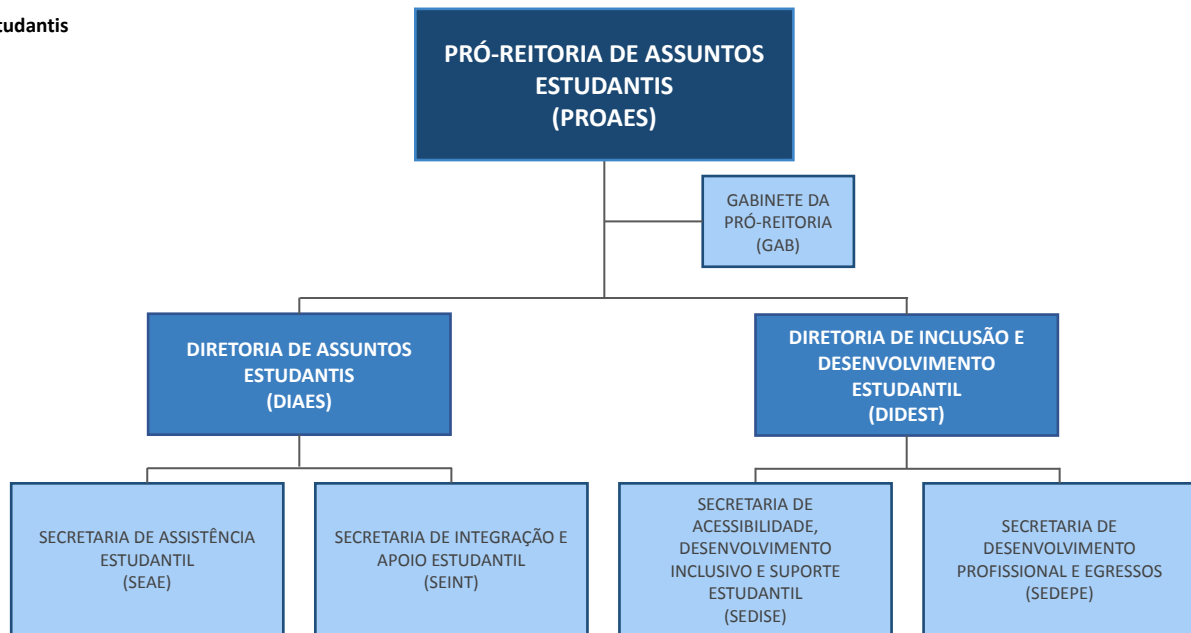 PRÓ-REITORIA DE ASSUNTOS
ESTUDANTIS
(PROAES)
GABINETE DA
PRÓ-REITORIA
(GAB)
DIRETORIA DE ASSUNTOS
ESTUDANTIS
(DIAES)
DIRETORIA DE INCLUSÃO E
DESENVOLVIMENTO
ESTUDANTIL
(DIDEST)
SECRETARIA DE ASSISTÊNCIA
ESTUDANTIL
(SEAE)
SECRETARIA DE INTEGRAÇÃO E
APOIO ESTUDANTIL
(SEINT)
SECRETARIA DE
ACESSIBILIDADE,
DESENVOLVIMENTO
INCLUSIVO E SUPORTE
ESTUDANTIL
(SEDISE)
SECRETARIA DE
DESENVOLVIMENTO
PROFISSIONAL E EGRESSOS
(SEDEPE)